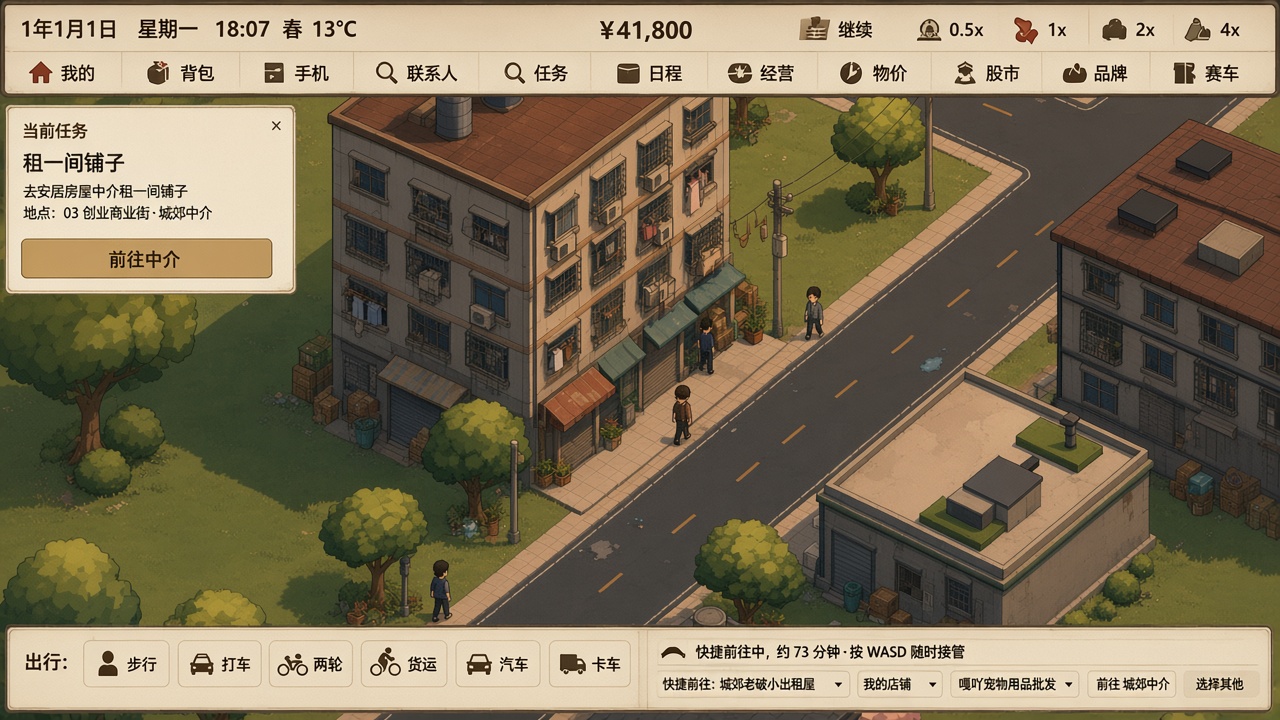 1年1月1日 星期一 18:07 春 13℃ ¥41,800 继续 0.5x 1x 2x 4x
我的 背包 手机 联系人 任务 日程 经营 物价 股市 品牌 赛车
当前任务 ×
租一间铺子
去安居房屋中介租一间铺子
地点：03 创业商业街·城郊中介
前往中介
出行： 步行 打车 两轮 货运 汽车 卡车
快捷前往中，约 73 分钟·按 WASD 随时接管
快捷前往：城郊老破小出租屋 我的店铺 嘎吖宠物用品批发 前往 城郊中介 选择其他